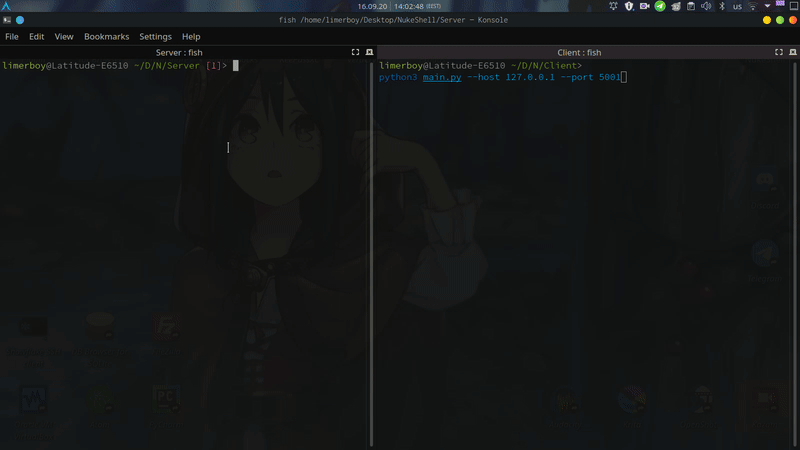 16.09.20 14:02:48 (EEST)
us
fish /home/limerboy/Desktop/NukeShell/Server — Konsole
File Edit View Bookmarks Settings Help
Server : fish
Client : fish
limerboy@Latitude-E6510 ~/D/N/Server [1]>
limerboy@Latitude-E6510 ~/D/N/Client>
python3 main.py --host 127.0.0.1 --port 5001
PC